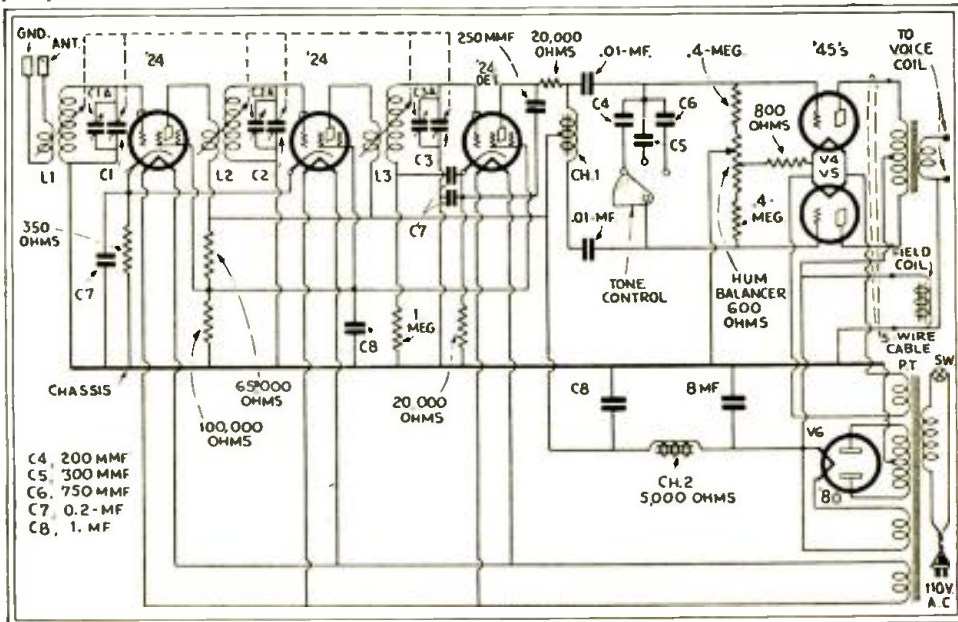 GND.
ANT.
'24
'24
'24
DET.
250 MMF
20,000
OHMS
.01-MF.
.4-MEG
'45'S
TO
VOICE
COIL
C1A
C2A
C3A
C4
C6
C5
800
OHMS
V4
V5
L1
C1
L2
C2
L3
C3
CH.1
C7
.01-MF
.4-
MEG
350
OHMS
C7
TONE
CONTROL
HUM
BALANCER
600
OHMS
FIELD
COIL
C8
1
MEG
WIRE
CABLE
CHASSIS
65,000
OHMS
100,000
OHMS
20,000
OHMS
C8
8 MF
P.T
SW.
V6
'80
CH.2
5,000 OHMS
C4, 200 MMF
C5, 300 MMF
C6, 750 MMF
C7, 0.2-MF
C8, 1. MF
110V.
A.C